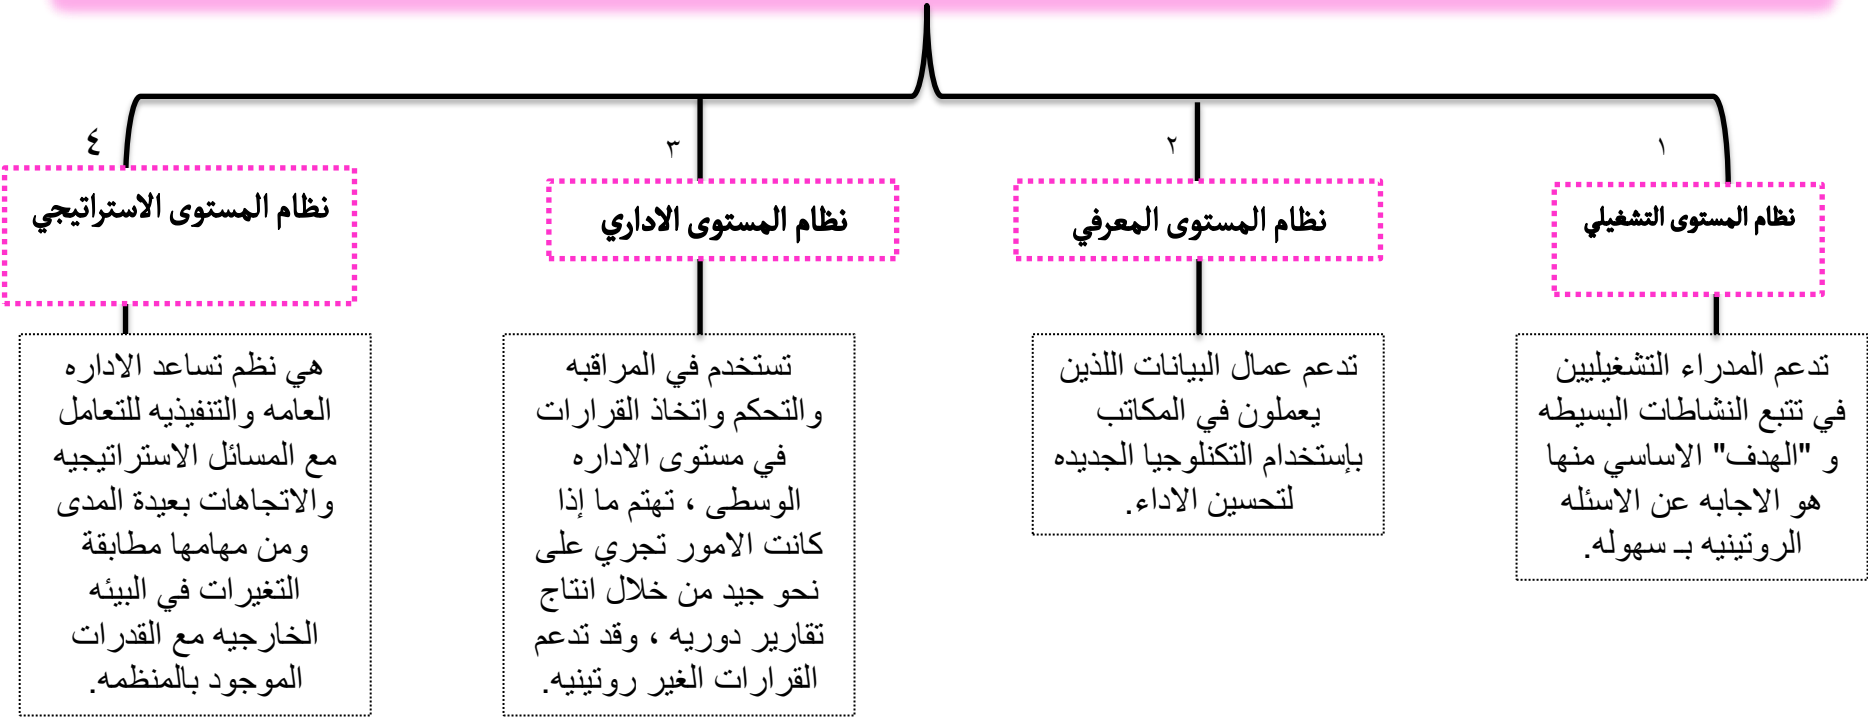 ١
نظام المستوى التشغيلي
تدعم المدراء التشغيليين
في تتبع النشاطات البسيطه
و "الهدف" الاساسي منها
هو الاجابه عن الاسئله
الروتينيه بـ سهوله.
٢
نظام المستوى المعرفي
تدعم عمال البيانات اللذين
يعملون في المكاتب
بإستخدام التكنلوجيا الجديده
لتحسين الاداء.
٣
نظام المستوى الاداري
تستخدم في المراقبه
والتحكم واتخاذ القرارات
في مستوى الاداره
الوسطى ، تهتم ما إذا
كانت الامور تجري على
نحو جيد من خلال انتاج
تقارير دوريه ، وقد تدعم
القرارات الغير روتينيه.
٤
نظام المستوى الاستراتيجي
هي نظم تساعد الاداره
العامه والتنفيذيه للتعامل
مع المسائل الاستراتيجيه
والاتجاهات بعيدة المدى
ومن مهامها مطابقة
التغيرات في البيئه
الخارجيه مع القدرات
الموجود بالمنظمه.